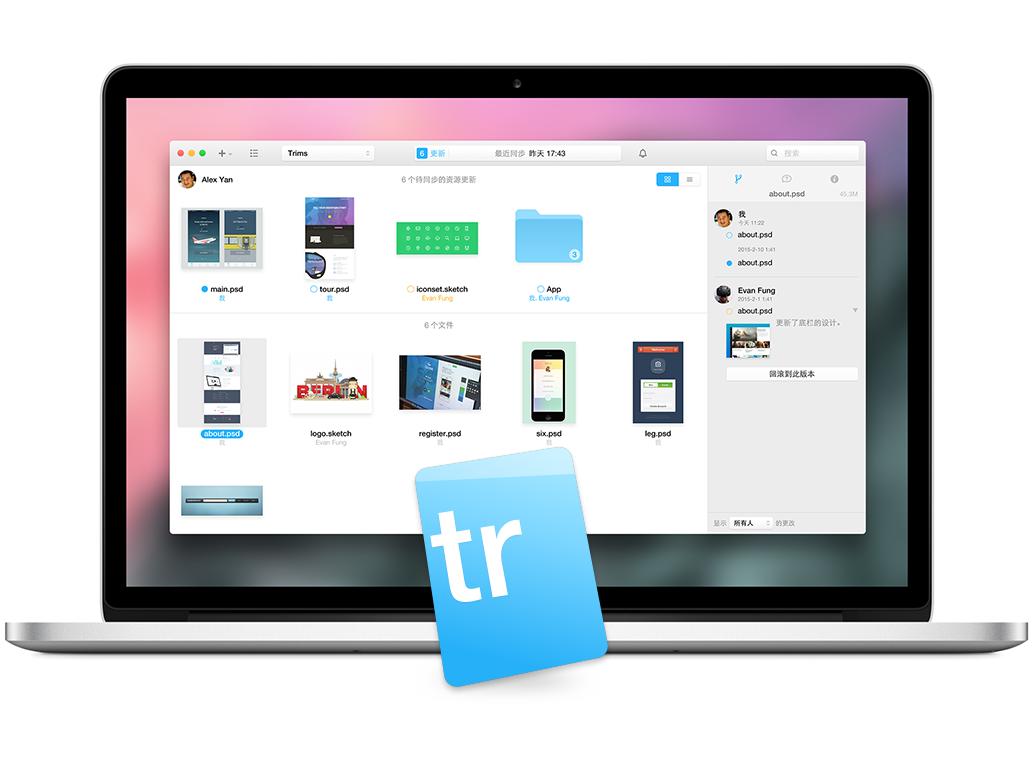 Trims
6 更新
最近同步 昨天 17:43
搜索
Alex Yan
6 个待同步的资源更新
about.psd
45.3M
main.psd
我
tour.psd
我
iconset.sketch
Evan Fung
3
App
我, Evan Fung
6 个文件
about.psd
我
logo.sketch
Evan Fung
register.psd
我
six.psd
我
leg.psd
我
BERLIN
Welcome
我
今天 11:22
about.psd
2015-2-10 1:41
about.psd
Evan Fung
2015-2-1 1:41
about.psd
更新了底栏的设计。
回滚到此版本
显示 所有人 的更改
tr